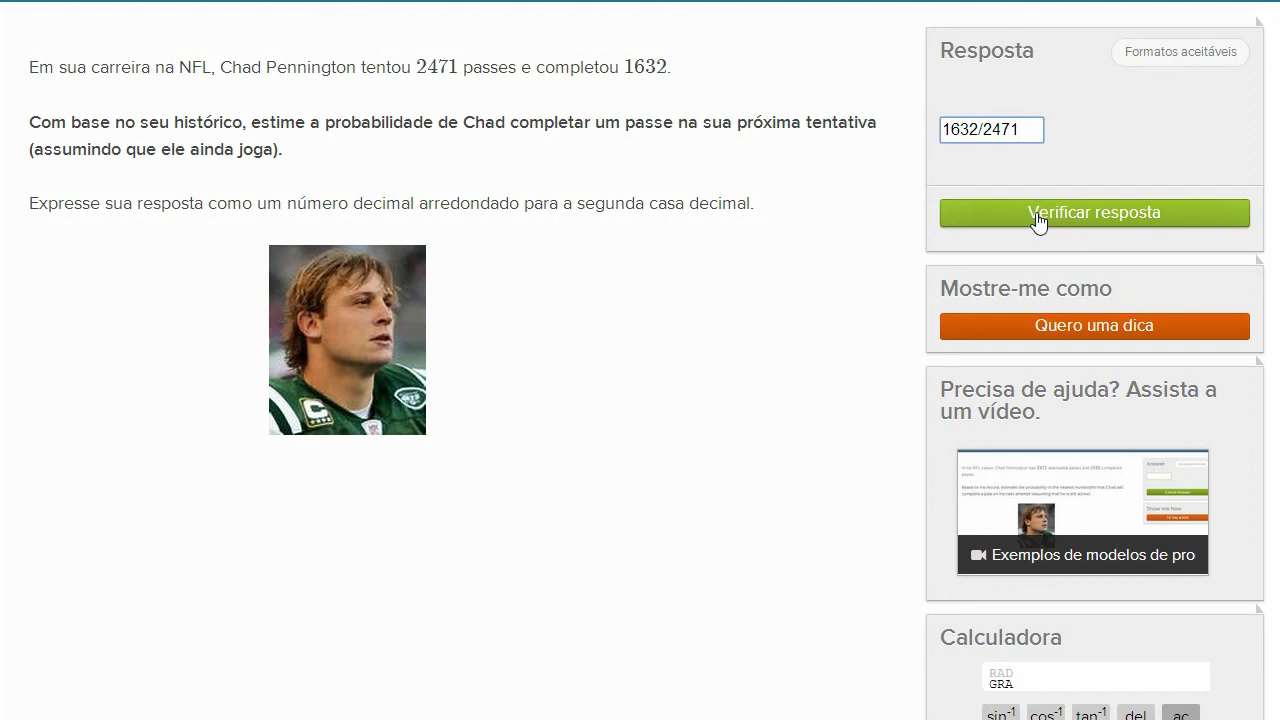 Em sua carreira na NFL, Chad Pennington tentou 2471 passes e completou 1632.
Com base no seu histórico, estime a probabilidade de Chad completar um passe na sua próxima tentativa
(assumindo que ele ainda joga).
Expresse sua resposta como um número decimal arredondado para a segunda casa decimal.
Resposta
Formatos aceitáveis
1632/2471
Verificar resposta
Mostre-me como
Quero uma dica
Precisa de ajuda? Assista a
um vídeo.
Answer
Show me how
Exemplos de modelos de pro
Calculadora
RAD
GRA
sin-1 cos-1 tan-1 del ac